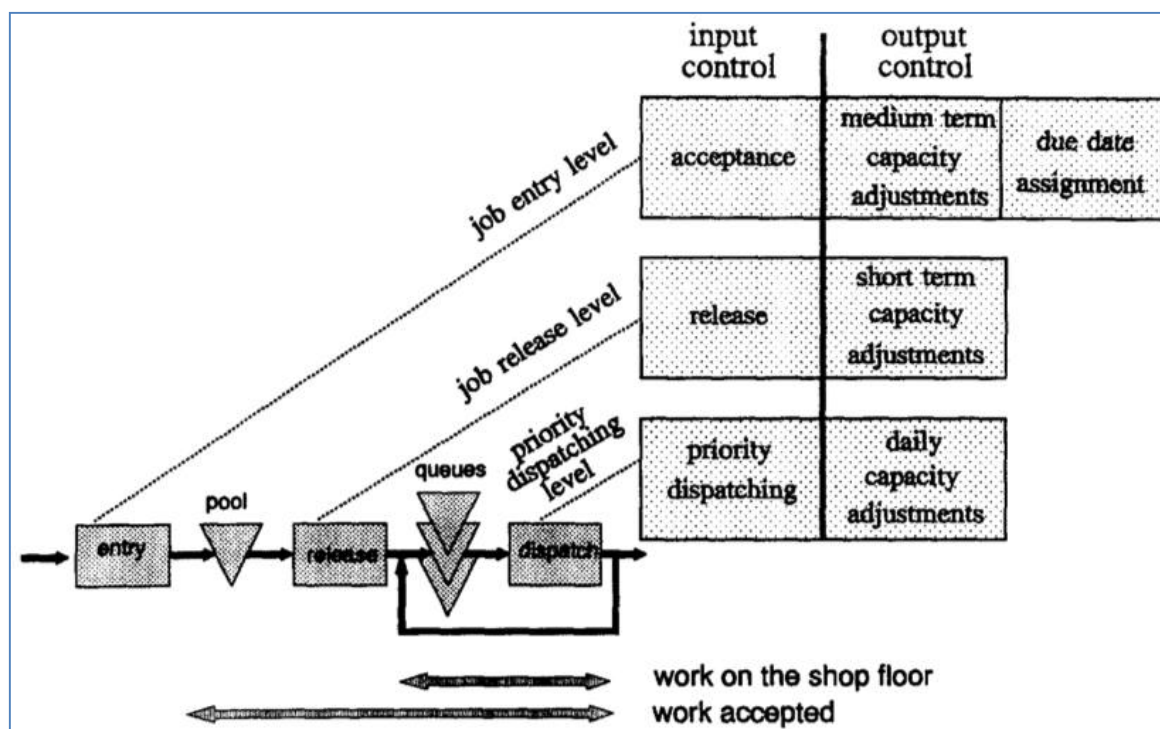 input
control
output
control
acceptance
medium term
capacity
adjustments
due date
assignment
job entry level
release
short term
capacity
adjustments
job release level
priority
dispatching
daily
capacity
adjustments
priority
dispatching
level
queues
pool
entry
release
dispatch
work on the shop floor
work accepted